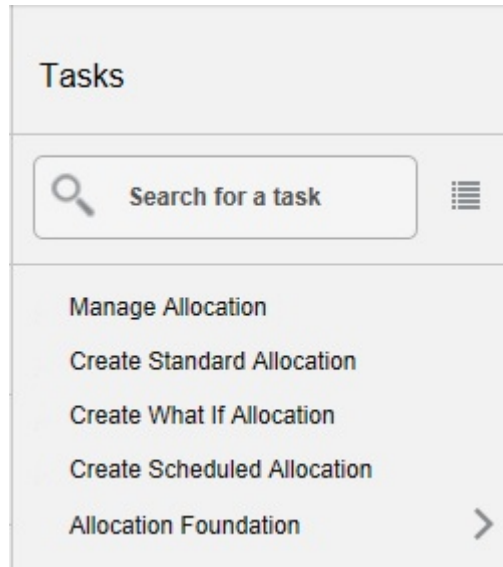 Tasks
Search for a task
Manage Allocation
Create Standard Allocation
Create What If Allocation
Create Scheduled Allocation
Allocation Foundation